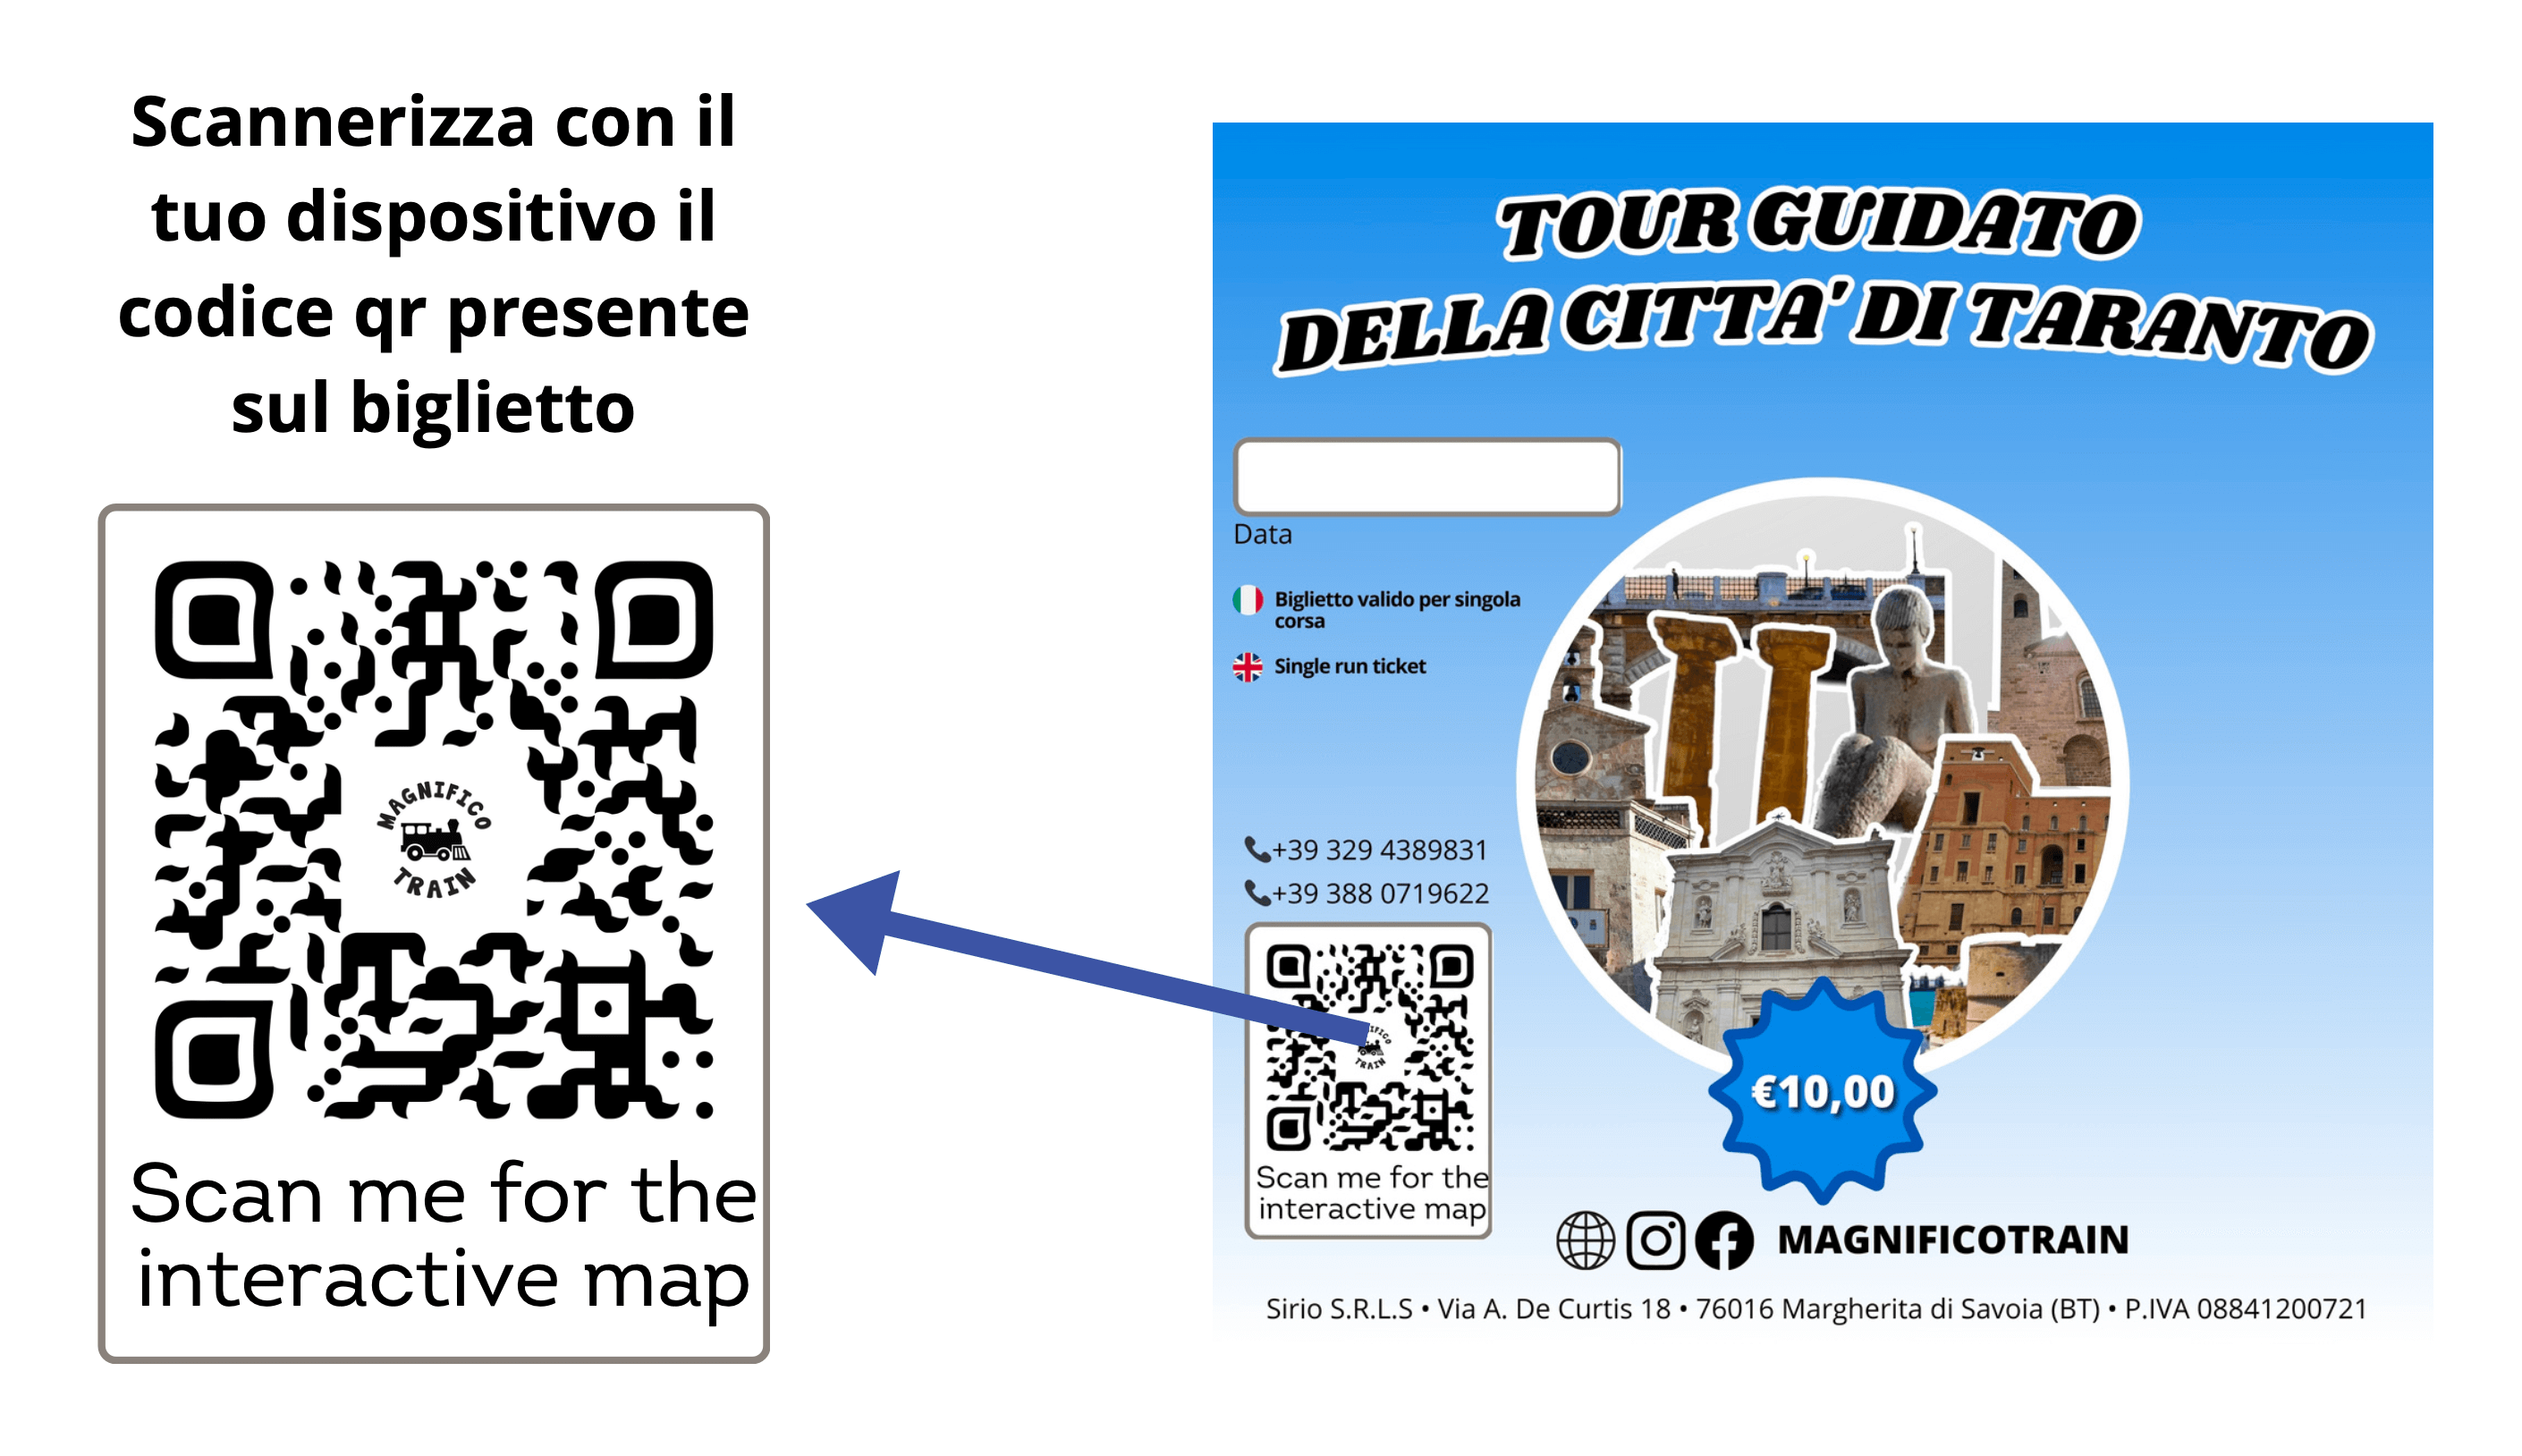 Scannerizza con il
tuo dispositivo il
codice qr presente
sul biglietto
MAGNIFICO
TRAIN
Scan me for the
interactive map
TOUR GUIDATO
DELLA CITTA' DI TARANTO
Data
Biglietto valido per singola
corsa
Single run ticket
+39 329 4389831
+39 388 0719622
TRAIN
Scan me for the
interactive map
€10,00
MAGNIFICOTRAIN
Sirio S.R.L.S • Via A. De Curtis 18 • 76016 Margherita di Savoia (BT) • P.IVA 08841200721